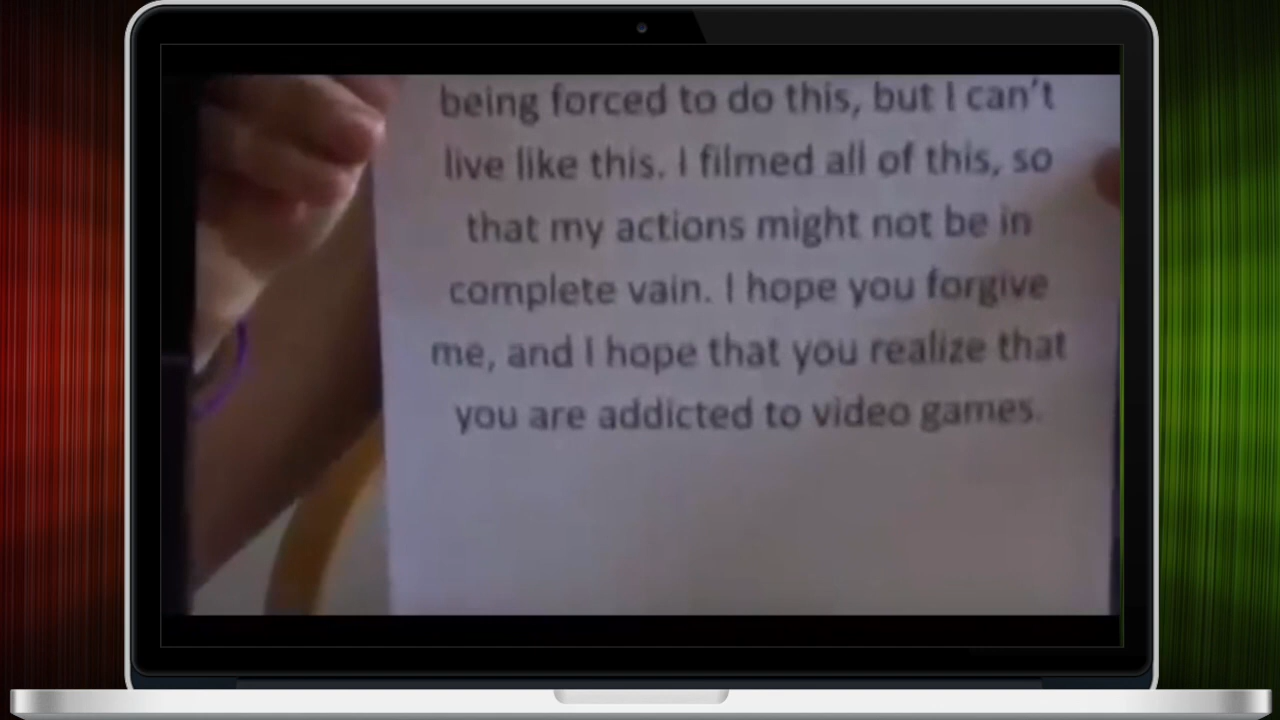 being forced to do this, but I can't
live like this. I filmed all of this, so
that my actions might not be in
complete vain. I hope you forgive
me, and I hope that you realize that
you are addicted to video games.